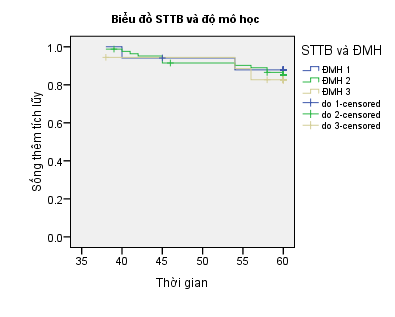 Biểu đồ STTB và độ mô học
STTB và ĐMH
ĐMH 1
ĐMH 2
ĐMH 3
do 1-censored
do 2-censored
do 3-censored
Sống thêm tích lũy
1.0
0.8
0.6
0.4
0.2
0.0
35 40 45 50 55 60
Thời gian